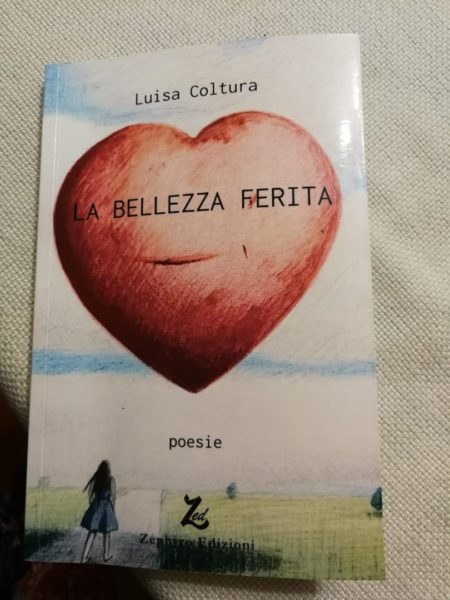 Luisa Coltura
LA BELLEZZA FERITA
poesie
Zed
Zephyro Edizioni